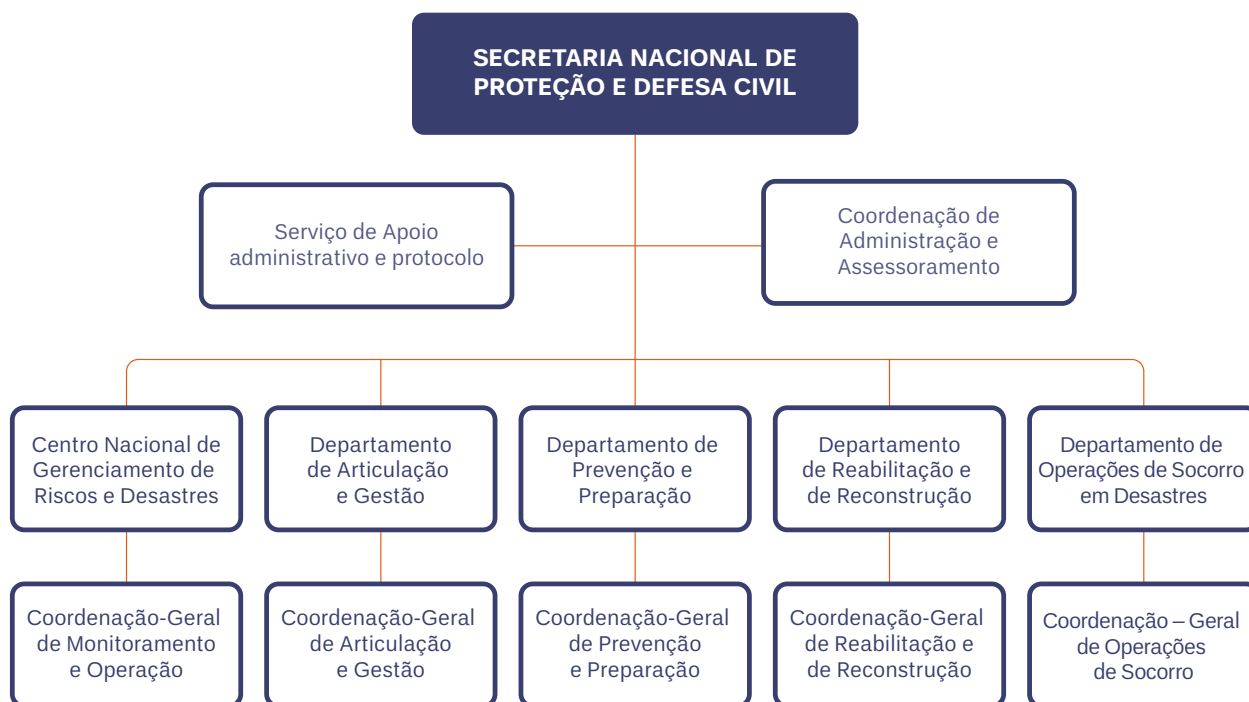 SECRETARIA NACIONAL DE
PROTEÇÃO E DEFESA CIVIL
Serviço de Apoio
administrativo e protocolo
Coordenação de
Administração e
Assessoramento
Centro Nacional de
Gerenciamento de
Riscos e Desastres
Departamento
de Articulação
e Gestão
Departamento de
Prevenção e
Preparação
Departamento
de Reabilitação e
de Reconstrução
Departamento de
Operações de Socorro
em Desastres
Coordenação-Geral
de Monitoramento
e Operação
Coordenação-Geral
de Articulação
e Gestão
Coordenação-Geral
de Prevenção
e Preparação
Coordenação-Geral
de Reabilitação e
de Reconstrução
Coordenação – Geral
de Operações
de Socorro